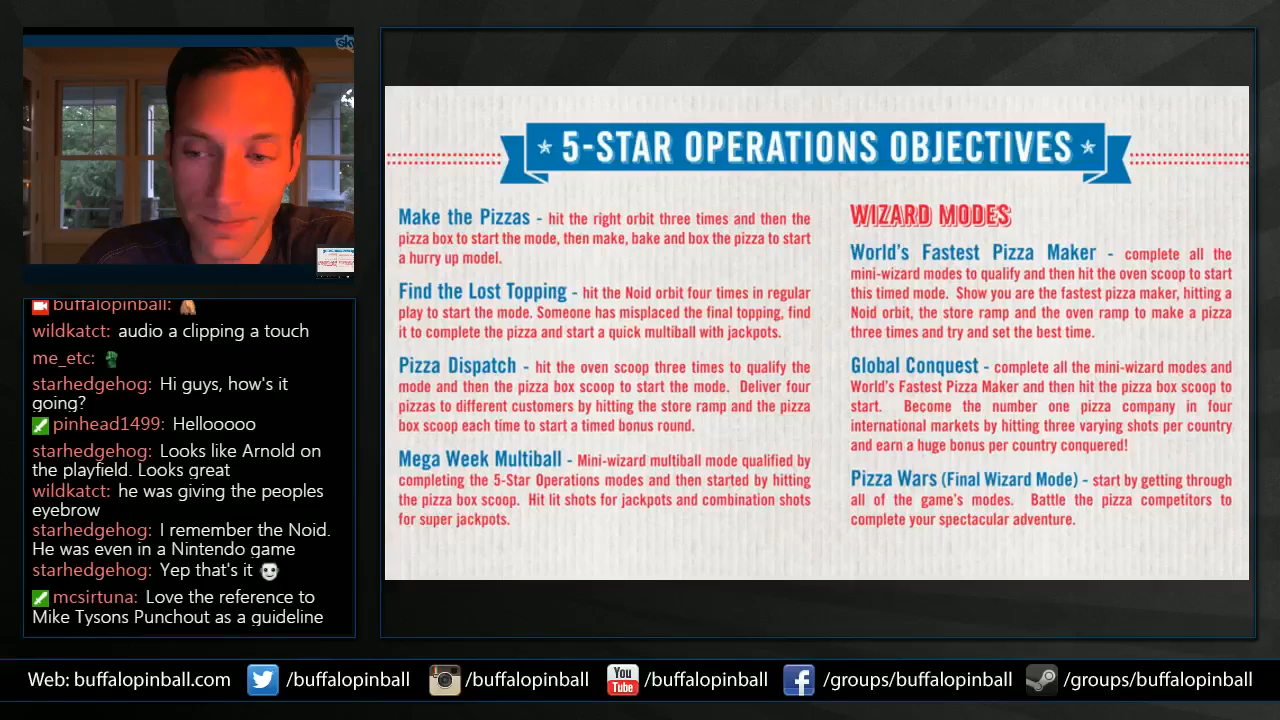 sky
buffalopinball:
wildkatct: audio a clipping a touch
me_etc:
starhedgehog: Hi guys, how's it
going?
pinhead1499: Hellooooo
starhedgehog: Looks like Arnold on
the playfield. Looks great
wildkatct: he was giving the peoples
eyebrow
starhedgehog: I remember the Noid.
He was even in a Nintendo game
starhedgehog: Yep that's it
mcsirtuna: Love the reference to
Mike Tysons Punchout as a guideline
5-STAR OPERATIONS OBJECTIVES
Make the Pizzas - hit the right orbit three times and then the
pizza box to start the mode, then make, bake and box the pizza to start
a hurry up model.
Find the Lost Topping - hit the Noid orbit four times in regular
play to start the mode. Someone has misplaced the final topping, find
it to complete the pizza and start a quick multiball with jackpots.
Pizza Dispatch - hit the oven scoop three times to qualify the
mode and then the pizza box scoop to start the mode. Deliver four
pizzas to different customers by hitting the store ramp and the pizza
box scoop each time to start a timed bonus round.
Mega Week Multiball - Mini-wizard multiball mode qualified by
completing the 5-Star Operations modes and then started by hitting
the pizza box scoop. Hit lit shots for jackpots and combination shots
for super jackpots.
WIZARD MODES
World's Fastest Pizza Maker - complete all the
mini-wizard modes to qualify and then hit the oven scoop to start
this timed mode. Show you are the fastest pizza maker, hitting a
Noid orbit, the store ramp and the oven ramp to make a pizza
three times and try and set the best time.
Global Conquest - complete all the mini-wizard modes and
World's Fastest Pizza Maker and then hit the pizza box scoop to
start. Become the number one pizza company in four
international markets by hitting three varying shots per country
and earn a huge bonus per country conquered!
Pizza Wars (Final Wizard Mode) - start by getting through
all of the game's modes. Battle the pizza competitors to
complete your spectacular adventure.
Web: buffalopinball.com /buffalopinball /buffalopinball You Tube /buffalopinball /groups/buffalopinball /groups/buffalopinball